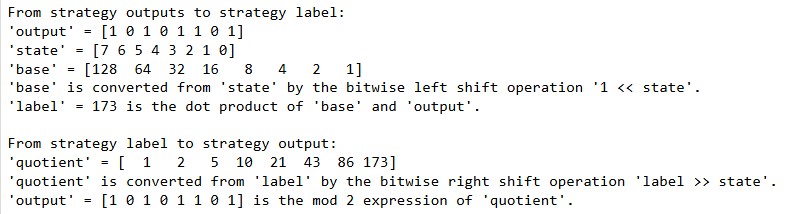 From strategy outputs to strategy label:
'output' = [1 0 1 0 1 1 0 1]
'state' = [7 6 5 4 3 2 1 0]
'base' = [128  64  32  16   8   4   2   1]
'base' is converted from 'state' by the bitwise left shift operation '1 << state'.
'label' = 173 is the dot product of 'base' and 'output'.

From strategy label to strategy output:
'quotient' = [  1   2   5  10  21  43  86 173]
'quotient' is converted from 'label' by the bitwise right shift operation 'label >> state'.
'output' = [1 0 1 0 1 1 0 1] is the mod 2 expression of 'quotient'.